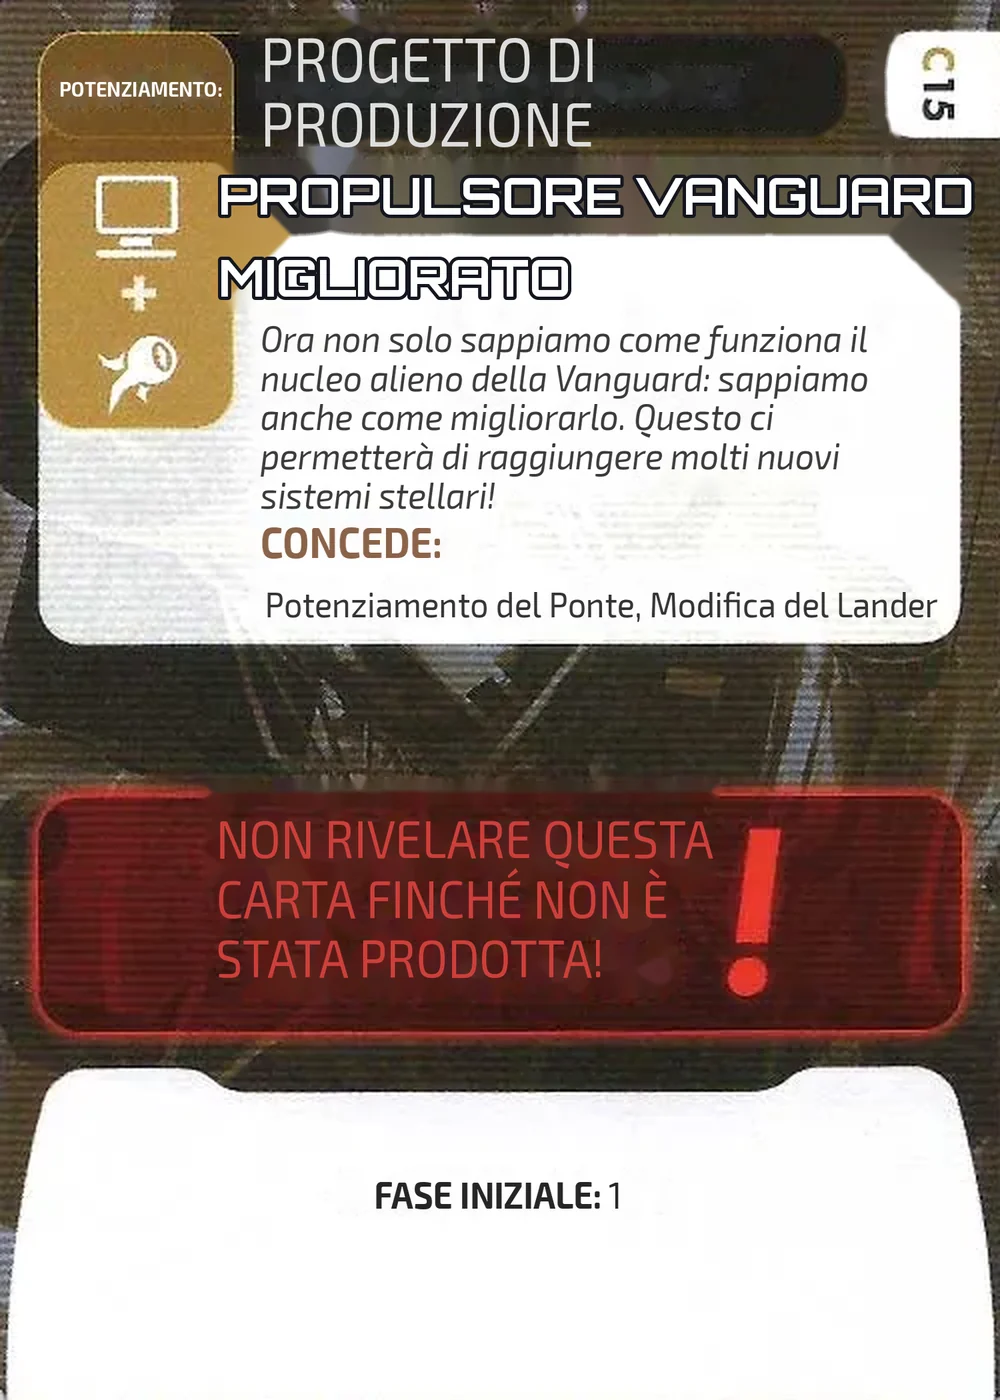 POTENZIAMENTO:
PROGETTO DI
PRODUZIONE
C15
PROPULSORE VANGUARD
MIGLIORATO
Ora non solo sappiamo come funziona il
nucleo alieno della Vanguard: sappiamo
anche come migliorarlo. Questo ci
permetterà di raggiungere molti nuovi
sistemi stellari!
CONCEDE:
Potenziamento del Ponte, Modifica del Lander
NON RIVELARE QUESTA
CARTA FINCHÉ NON È
STATA PRODOTTA!
FASE INIZIALE: 1